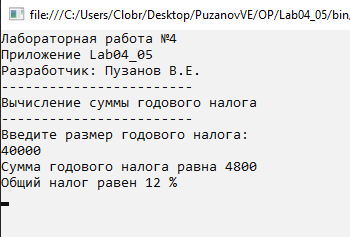 file:///C:/Users/Clobr/Desktop/PuzanovVE/OP/Lab04_05/bin
Лабораторная работа №4
Приложение Lab04_05
Разработчик: Пузанов В.Е.
------------------------
Вычисление суммы годового налога
------------------------
Введите размер годового налога:
40000
Сумма годового налога равна 4800
Общий налог равен 12 %